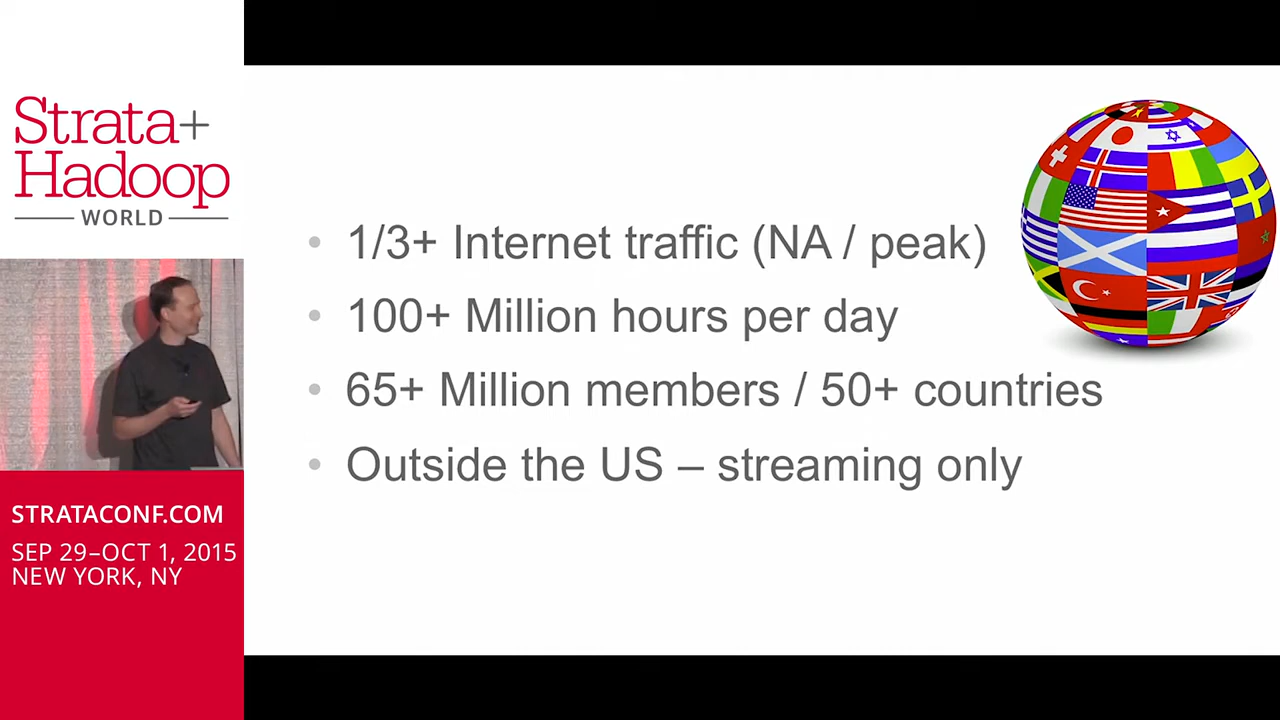 Strata+
Hadoop
WORLD
STRATACONF.COM
SEP 29–OCT 1, 2015
NEW YORK, NY
• 1/3+ Internet traffic (NA / peak)
• 100+ Million hours per day
• 65+ Million members / 50+ countries
• Outside the US – streaming only